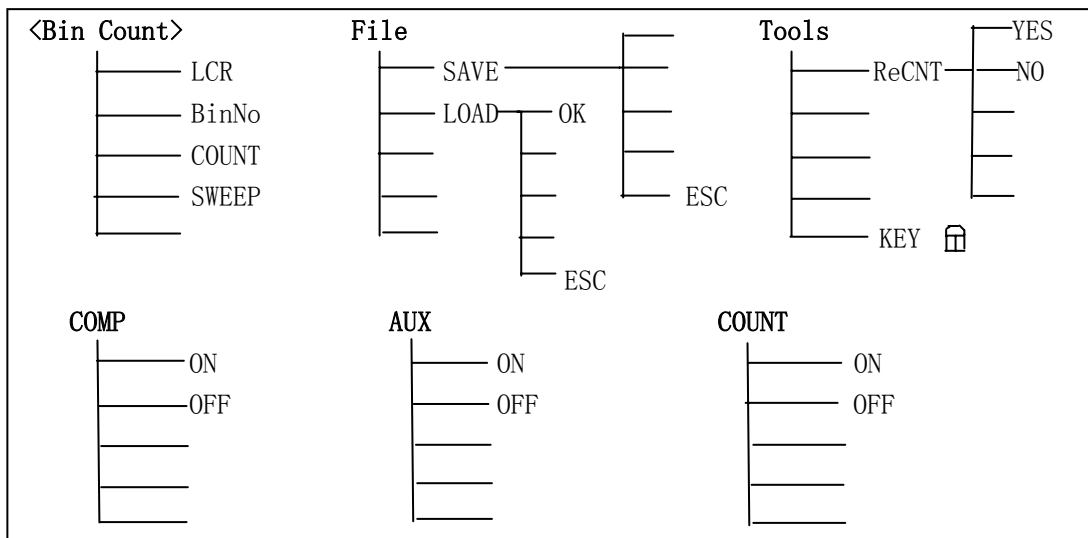 <Bin Count>
LCR
BinNo
COUNT
SWEEP
File
SAVE
ESC
LOAD
OK
ESC
Tools
ReCNT
YES
NO
KEY
COMP
ON
OFF
AUX
ON
OFF
COUNT
ON
OFF